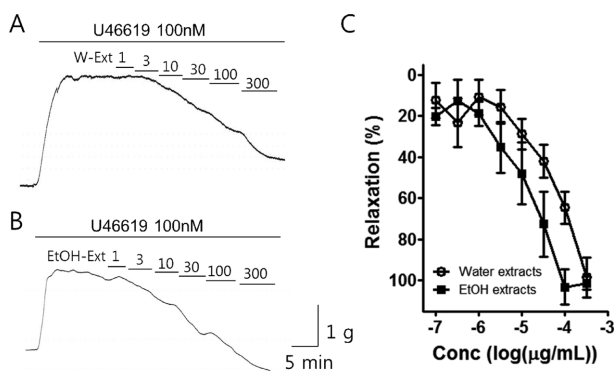 A
U46619 100nM
W-Ext 1 3 10 30 100 300
B
U46619 100nM
EtOH-Ext 1 3 10 30 100 300
1 g
5 min
C
Relaxation (%)
0
20
40
60
80
100
Water extracts
EtOH extracts
-7 -6 -5 -4 -3
Conc (log(μg/mL))